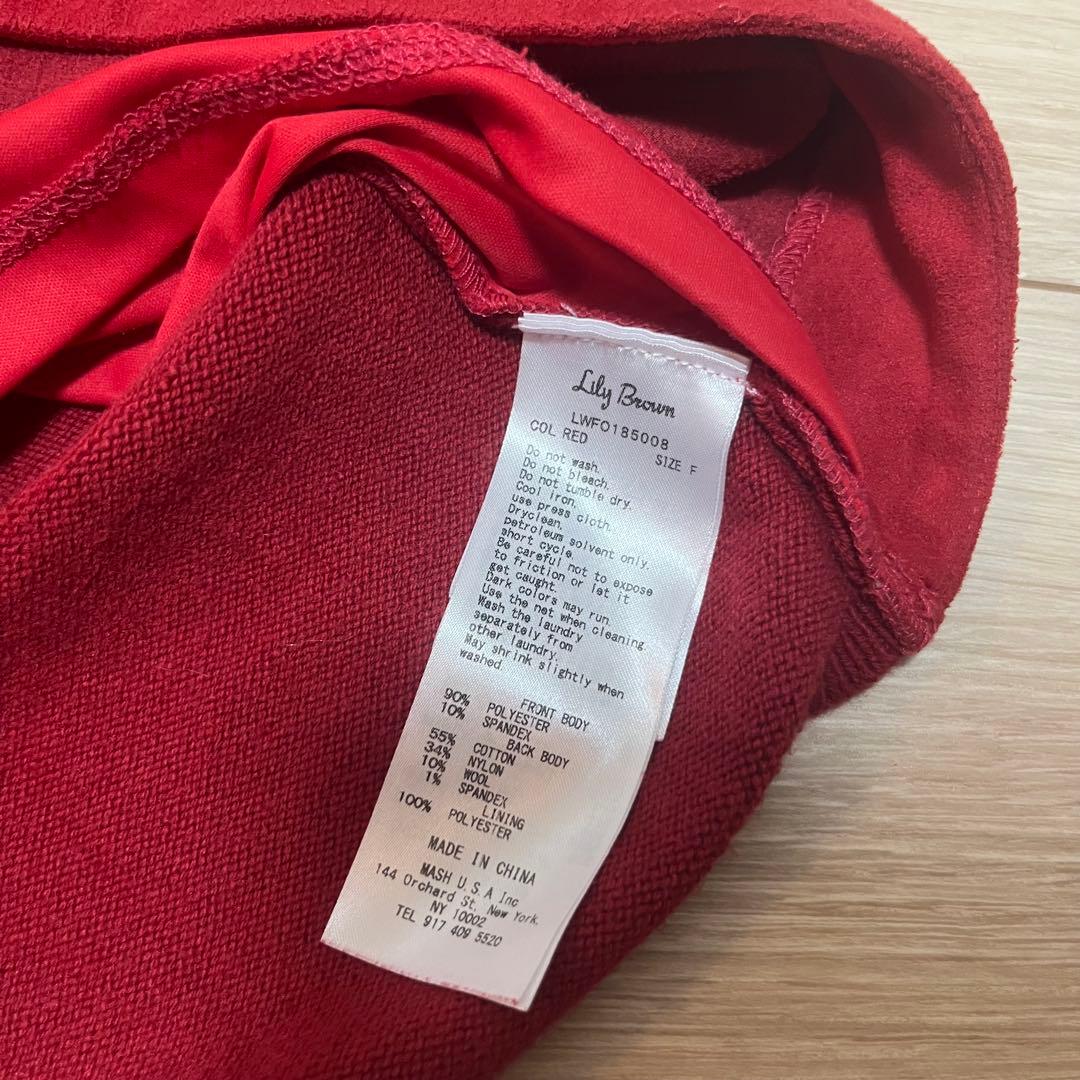 Lily Brown
LWFO185008
COL RED
SIZE F
Do not wash.
Do not bleach.
Do not tumble dry.
Cool iron.
use press cloth.
Dryclean.
petroleum solvent only.
short cycle.
Be careful not to expose
to friction or let it
get caught.
Dark colors may run.
Use the net when cleaning.
Wash the laundry
separately from
other laundry.
May shrink slightly when
washed.
FRONT BODY
90% POLYESTER
10% SPANDEX
BACK BODY
55% COTTON
34% NYLON
10% WOOL
1% SPANDEX
LINING
100% POLYESTER
MADE IN CHINA
MASH U.S.A Inc
144 Orchard St, New York.
NY 10002
TEL 917 409 5520